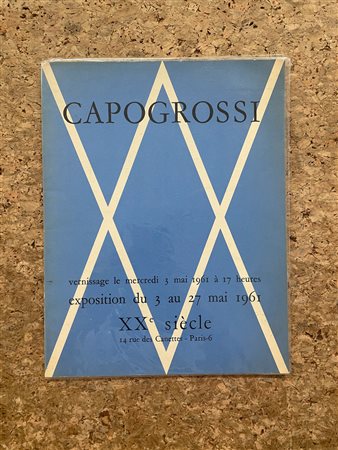 CAPOGROSSI
vernissage le mercredi 3 mai 1961 à 17 heures
exposition du 3 au 27 mai 1961
XXe siècle
14 rue des Canettes - Paris-6